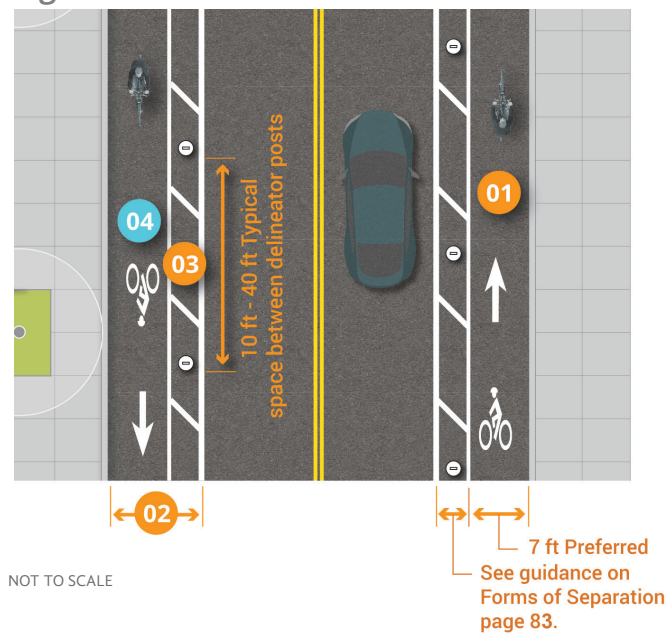 01
04
03
10 ft - 40 ft Typical
space between delineator posts
02
7 ft Preferred
See guidance on
Forms of Separation
page 83.
NOT TO SCALE